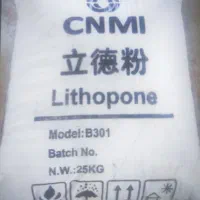 CNMI
立德粉
Lithopone
Model:B301
Batch No.
N.W.:25KG